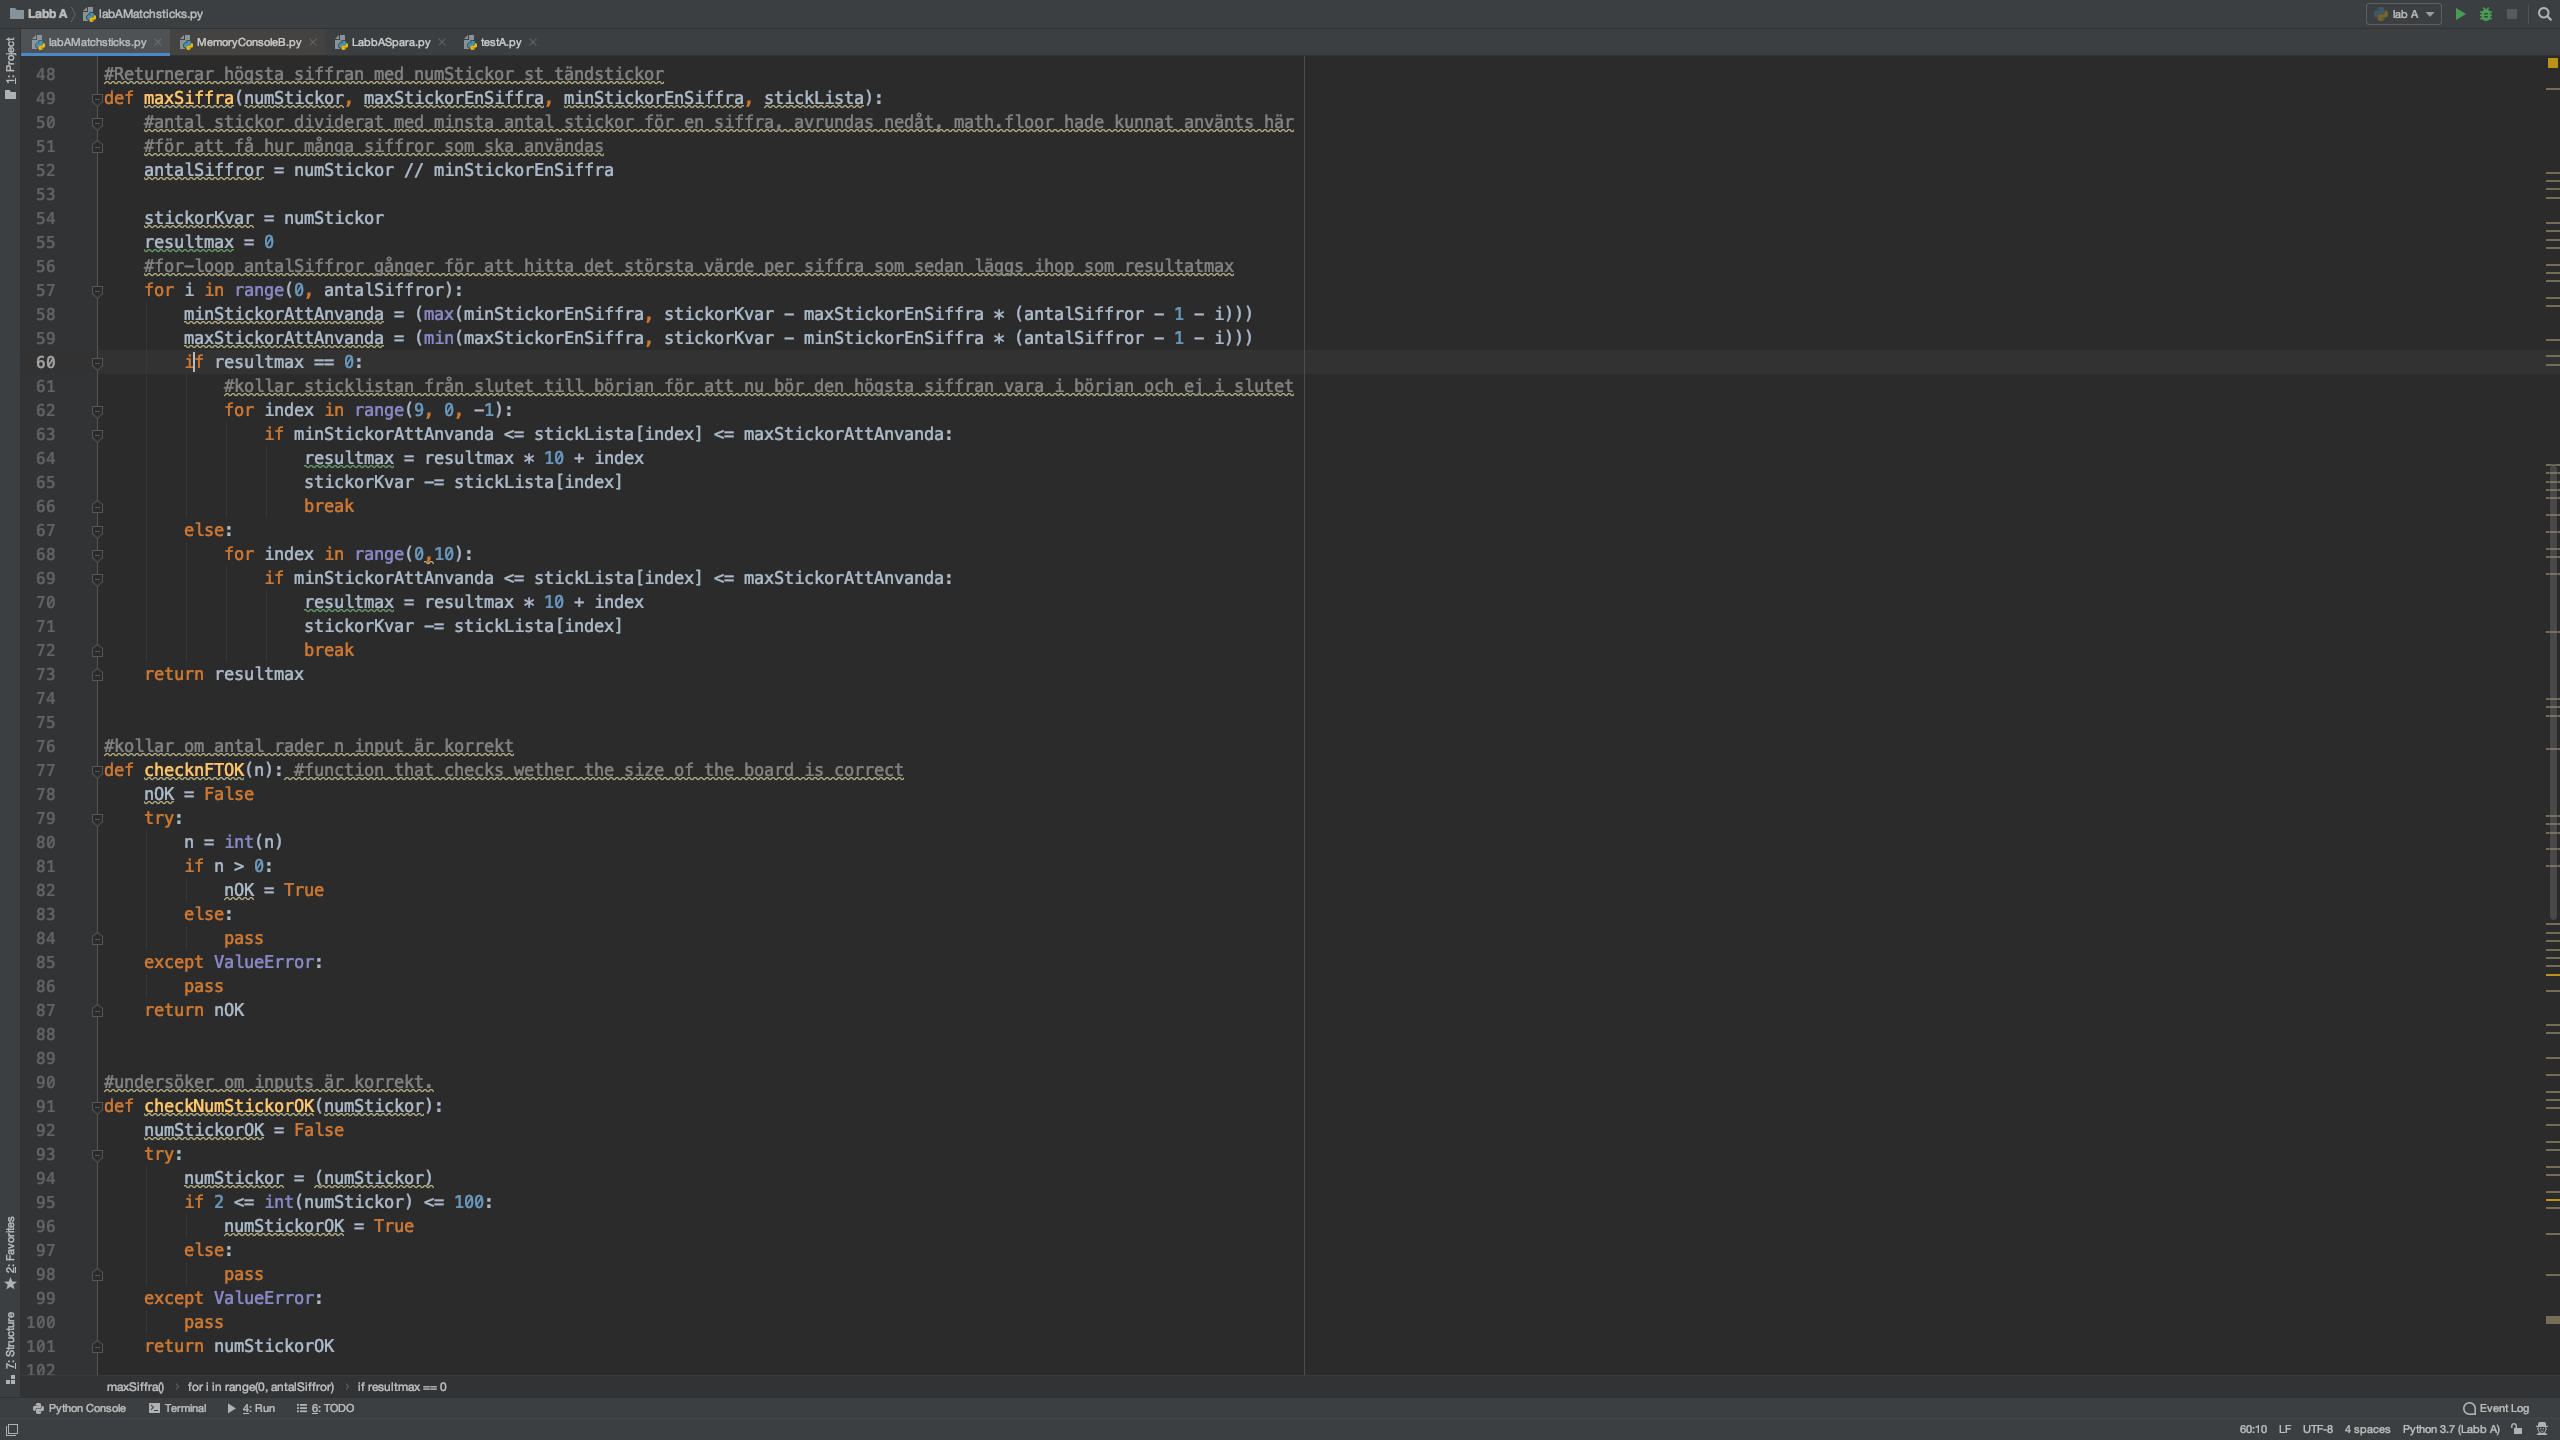 Labb A labAMatchsticks.py lab A
labAMatchsticks.py MemoryConsoleB.py LabbASpara.py testA.py
1: Project
48 #Returnerar högsta siffran med numStickor st tändstickor
49 def maxSiffra(numStickor, maxStickorEnSiffra, minStickorEnSiffra, stickLista):
50     #antal stickor dividerat med minsta antal stickor för en siffra, avrundas nedåt, math.floor hade kunnat använts här
51     #för att få hur många siffror som ska användas
52     antalSiffror = numStickor // minStickorEnSiffra
53
54     stickorKvar = numStickor
55     resultmax = 0
56     #for-loop antalSiffror gånger för att hitta det största värde per siffra som sedan läggs ihop som resultatmax
57     for i in range(0, antalSiffror):
58         minStickorAttAnvanda = (max(minStickorEnSiffra, stickorKvar - maxStickorEnSiffra * (antalSiffror - 1 - i)))
59         maxStickorAttAnvanda = (min(maxStickorEnSiffra, stickorKvar - minStickorEnSiffra * (antalSiffror - 1 - i)))
60         if resultmax == 0:
61             #kollar sticklistan från slutet till början för att nu bör den högsta siffran vara i början och ej i slutet
62             for index in range(9, 0, -1):
63                 if minStickorAttAnvanda <= stickLista[index] <= maxStickorAttAnvanda:
64                     resultmax = resultmax * 10 + index
65                     stickorKvar -= stickLista[index]
66                     break
67         else:
68             for index in range(0,10):
69                 if minStickorAttAnvanda <= stickLista[index] <= maxStickorAttAnvanda:
70                     resultmax = resultmax * 10 + index
71                     stickorKvar -= stickLista[index]
72                     break
73     return resultmax
74
75
76 #kollar om antal rader n input är korrekt
77 def checknFTOK(n): #function that checks wether the size of the board is correct
78     nOK = False
79     try:
80         n = int(n)
81         if n > 0:
82             nOK = True
83         else:
84             pass
85     except ValueError:
86         pass
87     return nOK
88
89
90 #undersöker om inputs är korrekt.
91 def checkNumStickorOK(numStickor):
92     numStickorOK = False
93     try:
94         numStickor = (numStickor)
95         if 2 <= int(numStickor) <= 100:
96             numStickorOK = True
97         else:
98             pass
99     except ValueError:
100         pass
101     return numStickorOK
102
2: Favorites
7: Structure
maxSiffra() for i in range(0, antalSiffror) if resultmax == 0
Python Console Terminal 4: Run 6: TODO Event Log
60:10 LF UTF-8 4 spaces Python 3.7 (Labb A)